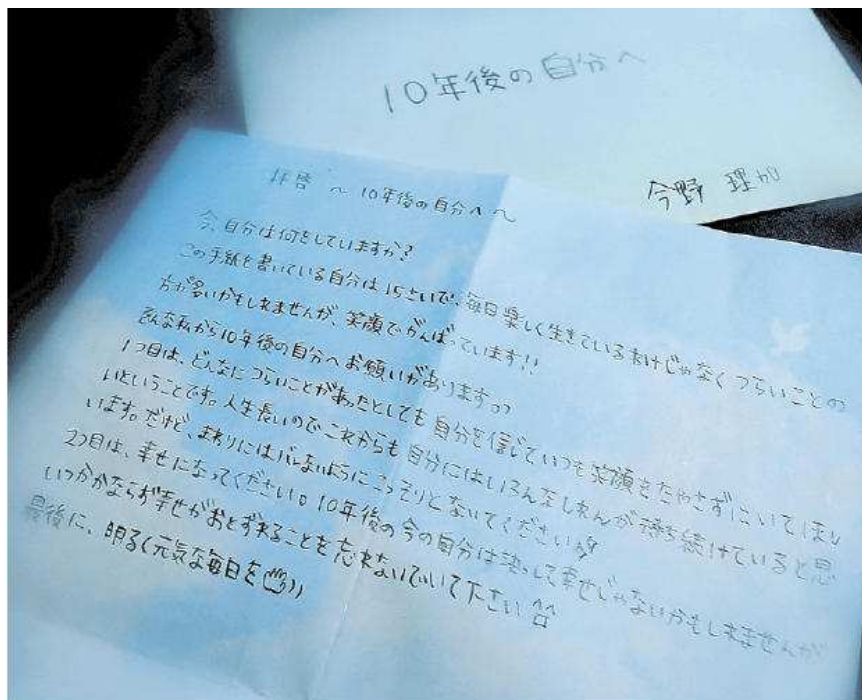 10年後の自分へ
今野 理加
拝啓 ~ 10年後の自分へ~
今、自分は何をしていますか?
この手紙を書いている自分は15さいで、毎日楽しく生きているわけじゃなくつらいことの
方が多いかもしれませんが、笑顔でがんばっています!!
そんな私から10年後の自分へお願いがあります。
1つ目は、どんなにつらいことがあったとしても自分を信じていつも笑顔をたやさずにいてほし
いということです。人生長いのでこれからも自分にはいろんなしれんが待ち続けていると思
います。だけど、まわりにはバレないようにこっそりとないてください
2つ目は、幸せになってください。10年後の今の自分は決して幸せじゃないかもしれませんが
いつかかならず幸せがおとずれることを忘れないでいて下さい
最後に、明るく元気な毎日を